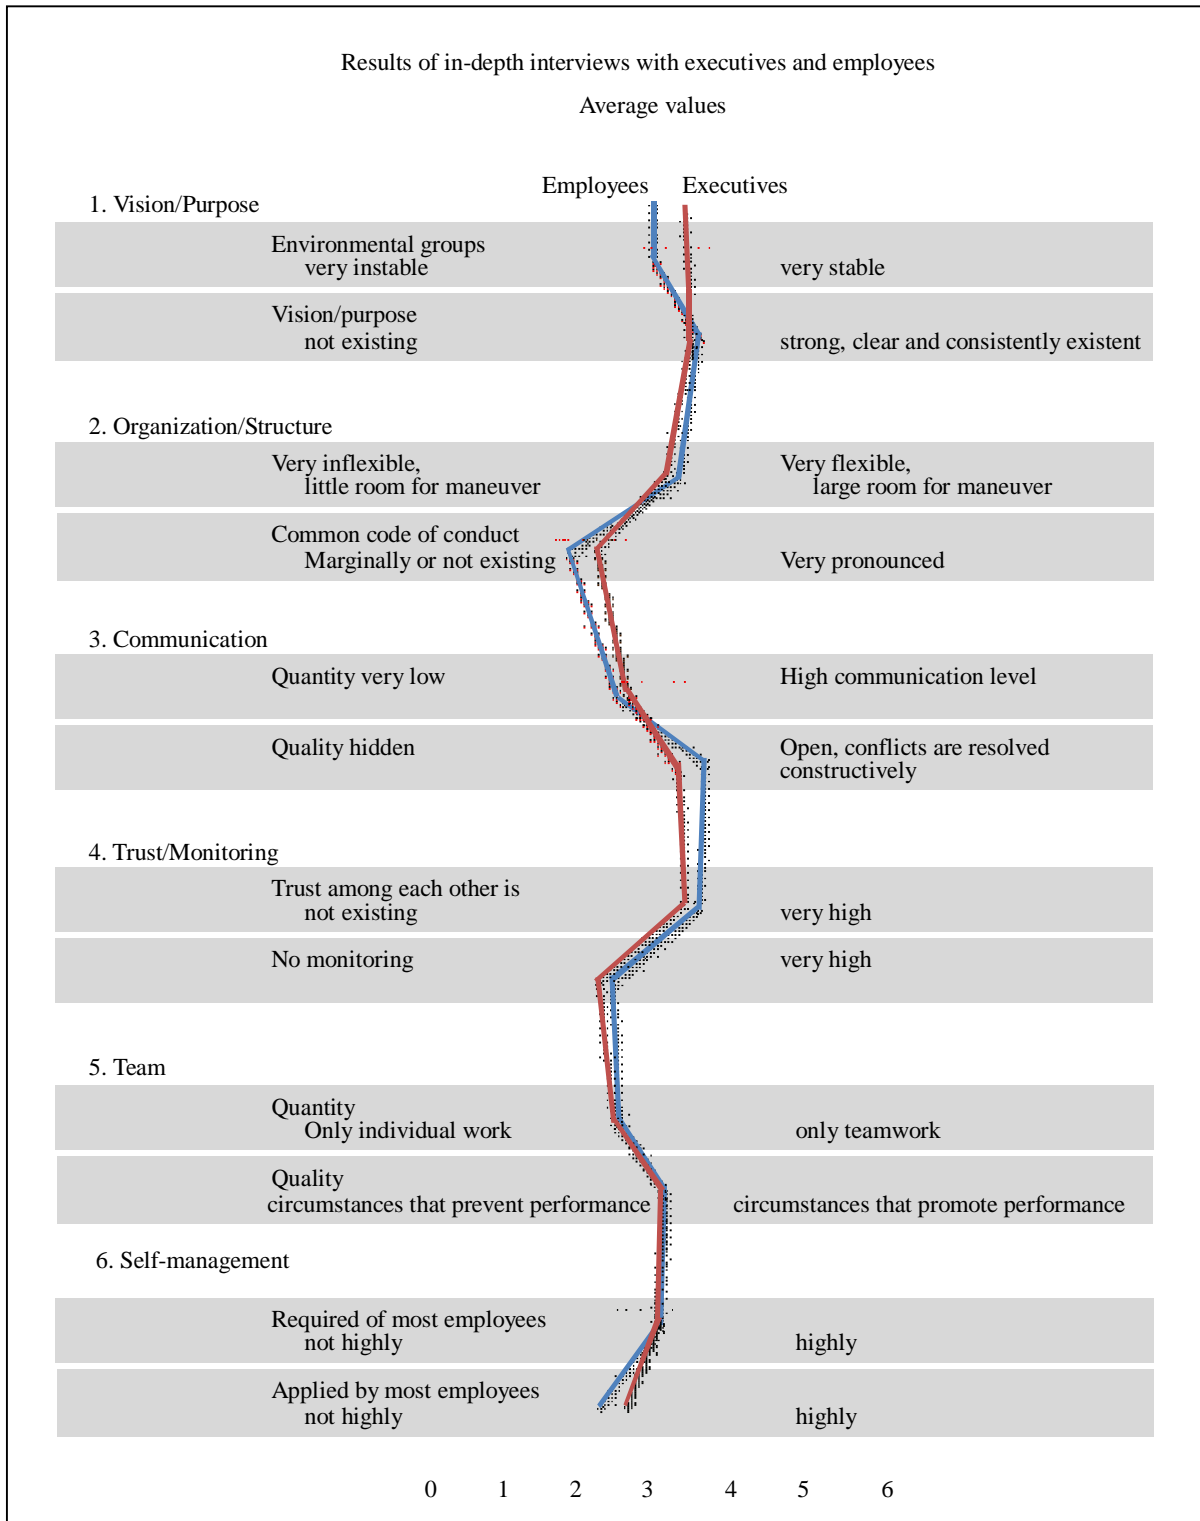 Results of in-depth interviews with executives and employees
Average values
Employees Executives
1. Vision/Purpose
Environmental groups
very instable very stable
Vision/purpose
not existing strong, clear and consistently existent
2. Organization/Structure
Very inflexible, Very flexible,
little room for maneuver large room for maneuver
Common code of conduct
Marginally or not existing Very pronounced
3. Communication
Quantity very low High communication level
Quality hidden Open, conflicts are resolved
constructively
4. Trust/Monitoring
Trust among each other is
not existing very high
No monitoring very high
5. Team
Quantity
Only individual work only teamwork
Quality
circumstances that prevent performance circumstances that promote performance
6. Self-management
Required of most employees
not highly highly
Applied by most employees
not highly highly
0 1 2 3 4 5 6